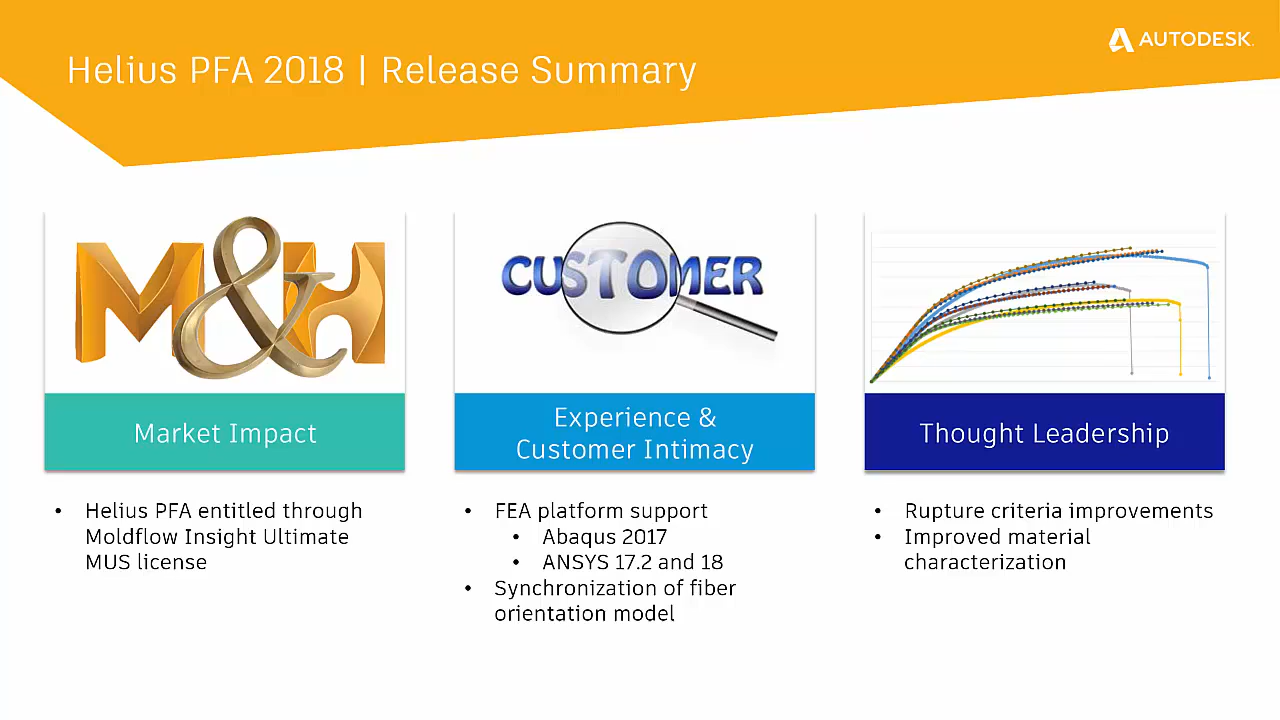 Helius PFA 2018 | Release Summary
AUTODESK.
M&H
CUSTOMER
Market Impact
Experience &
Customer Intimacy
Thought Leadership
• Helius PFA entitled through
Moldflow Insight Ultimate
MUS license
• FEA platform support
• Abaqus 2017
• ANSYS 17.2 and 18
• Synchronization of fiber
orientation model
• Rupture criteria improvements
• Improved material
characterization